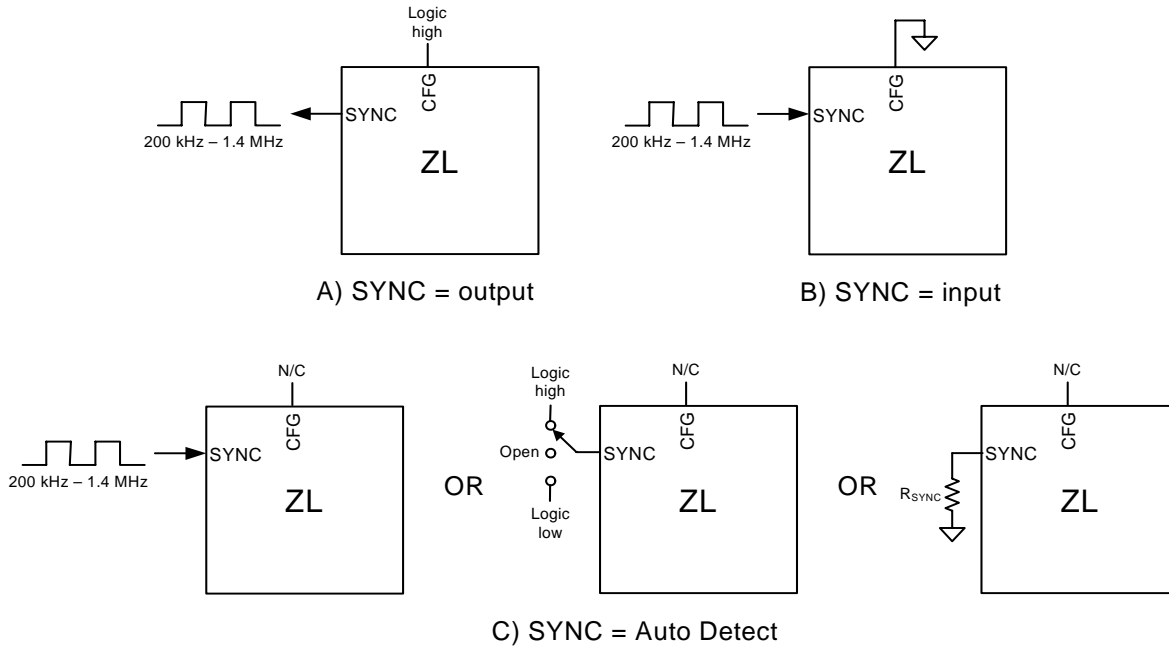 Logic
high
CFG
SYNC
200 kHz – 1.4 MHz
ZL
A) SYNC = output
CFG
SYNC
200 kHz – 1.4 MHz
ZL
B) SYNC = input
N/C
CFG
SYNC
200 kHz – 1.4 MHz
ZL
OR
Logic
high
Open
Logic
low
N/C
CFG
SYNC
ZL
OR
N/C
CFG
SYNC
RSYNC
ZL
C) SYNC = Auto Detect